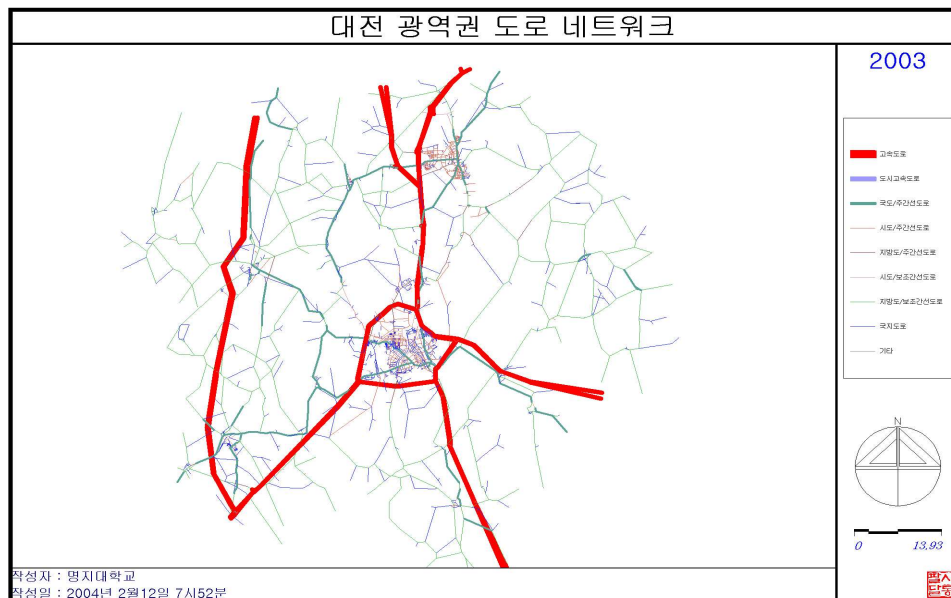 대전 광역권 도로 네트워크
2003
고속도로
도시고속도로
국도/주간선도로
시도/주간선도로
지방도/주간선도로
시도/보조간선도로
지방도/보조간선도로
국지도로
기타
N
0 13,93
작성자 : 명지대학교
작성일 : 2004년 2월12일 7시52분